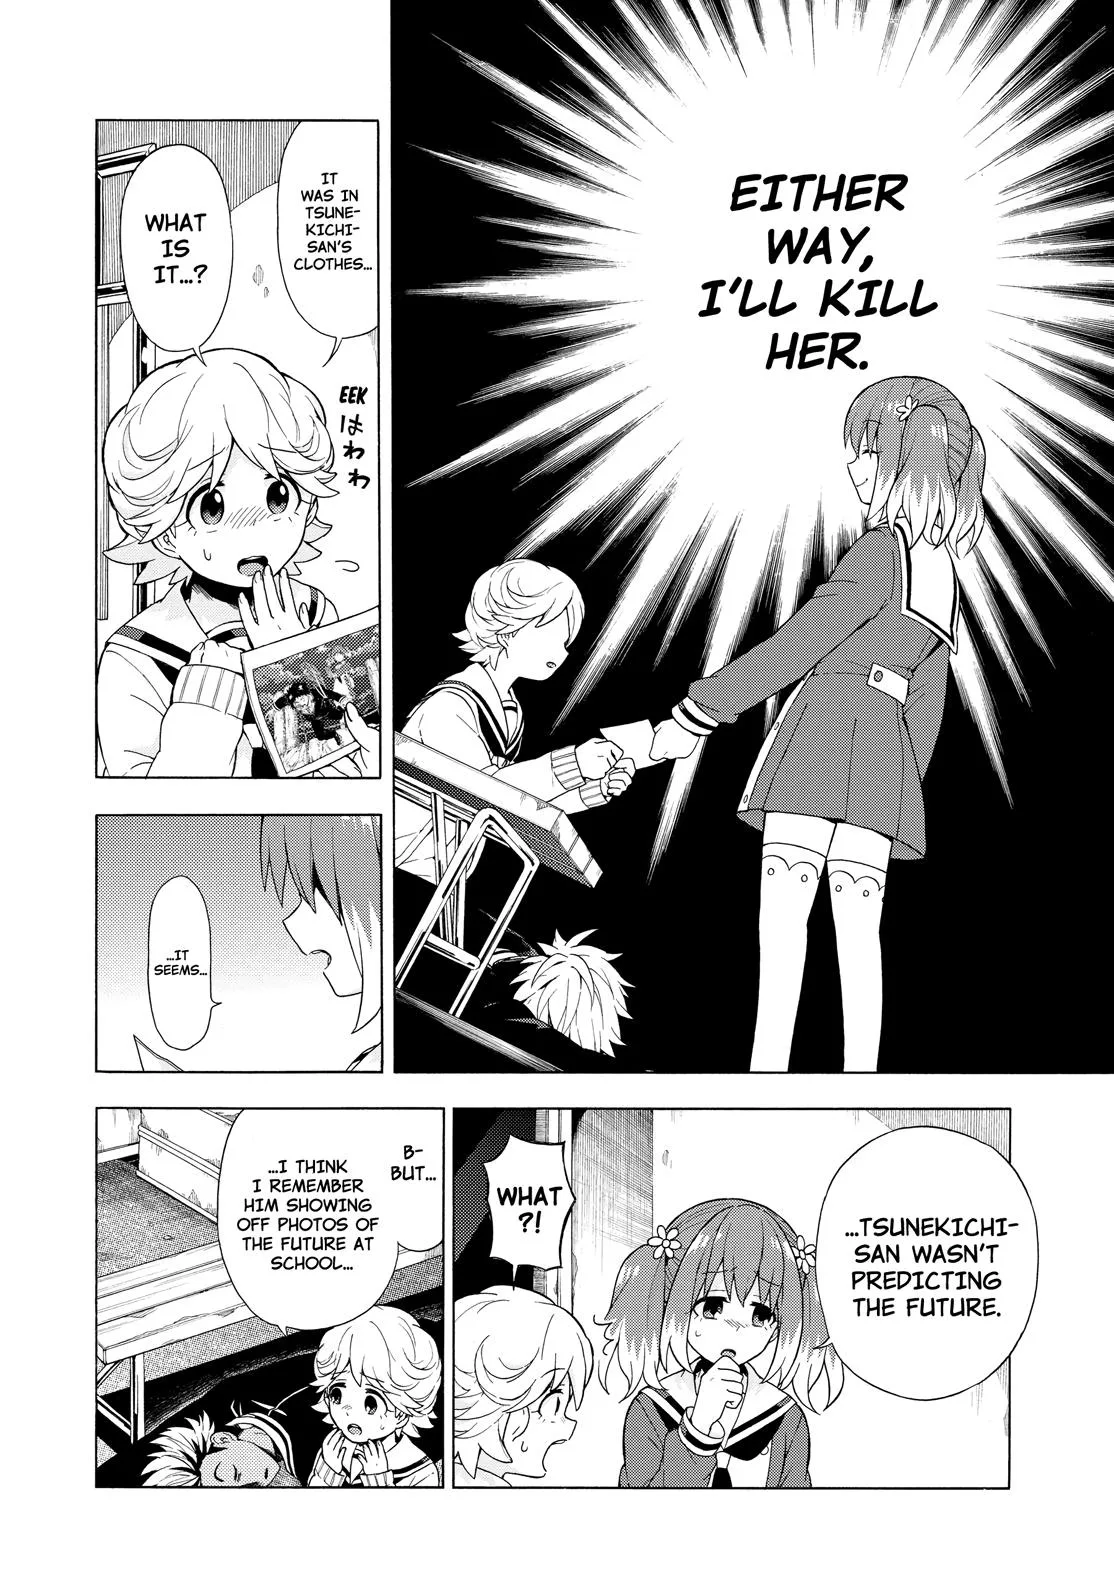 EITHER
WAY,
I'LL KILL
HER.
IT
WAS IN
TSUNE-
KICHI-
SAN'S
CLOTHES...
WHAT
IS
IT...?
EEK
はわわ
...IT
SEEMS...
...TSUNEKICHI-
SAN WASN'T
PREDICTING
THE FUTURE.
WHAT
?!
B-
BUT...
...I THINK
I REMEMBER
HIM SHOWING
OFF PHOTOS OF
THE FUTURE AT
SCHOOL...